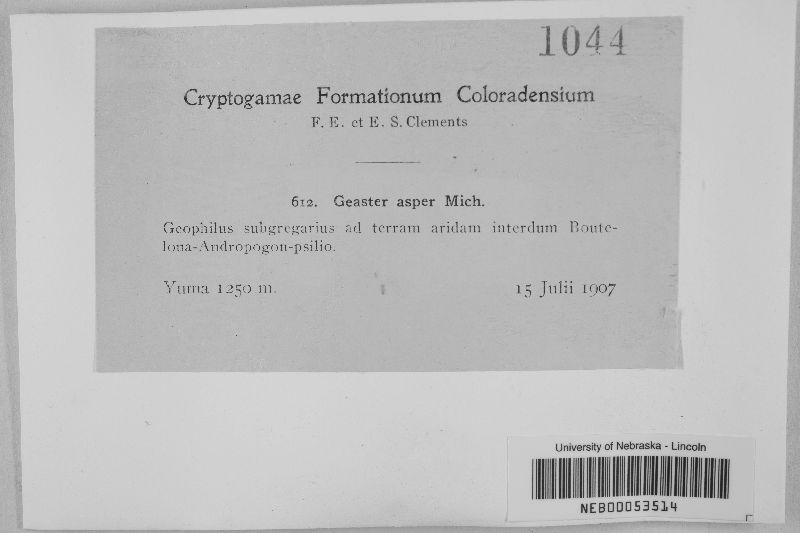 1044
Cryptogamae Formationum Coloradensium
F. E. et E. S. Clements
612. Geaster asper Mich.
Geophilus subgregarius ad terram aridam interdum Boute-
loua-Andropogon-psilio.
Yuma 1250 m. 15 Julii 1907
University of Nebraska - Lincoln
NEB00053514